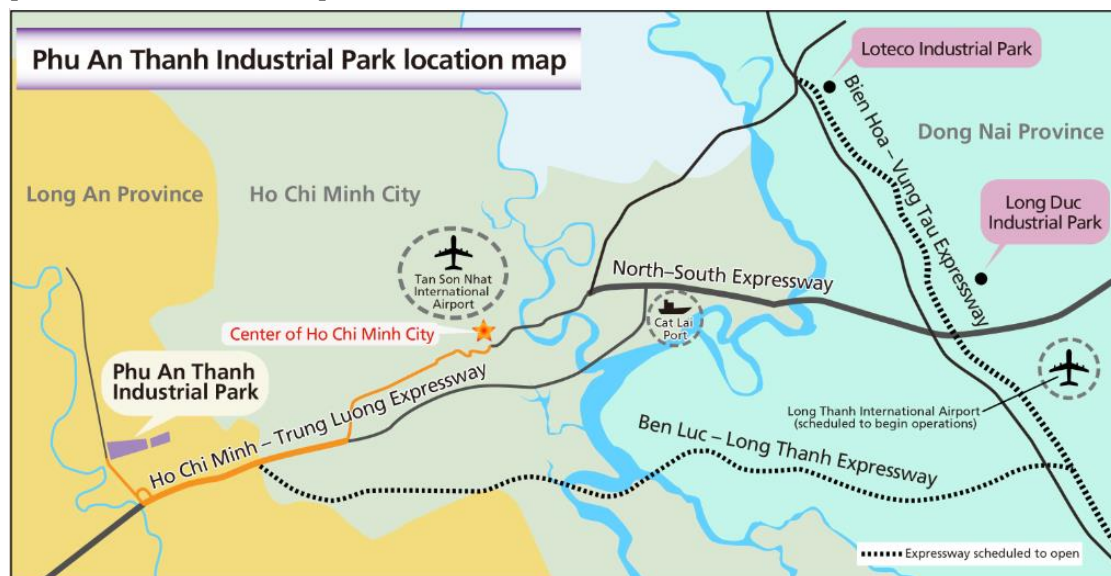 Phu An Thanh Industrial Park location map
Loteco Industrial Park
Bien Hoa – Vung Tau Expressway
Dong Nai Province
Long An Province
Ho Chi Minh City
Long Duc
Industrial Park
Tan Son Nhat
International
Airport
North–South Expressway
Center of Ho Chi Minh City
Cat Lai
Port
Phu An Thanh
Industrial Park
Ho Chi Minh – Trung Luong Expressway
Long Thanh International Airport
(scheduled to begin operations)
Ben Luc – Long Thanh Expressway
Expressway scheduled to open